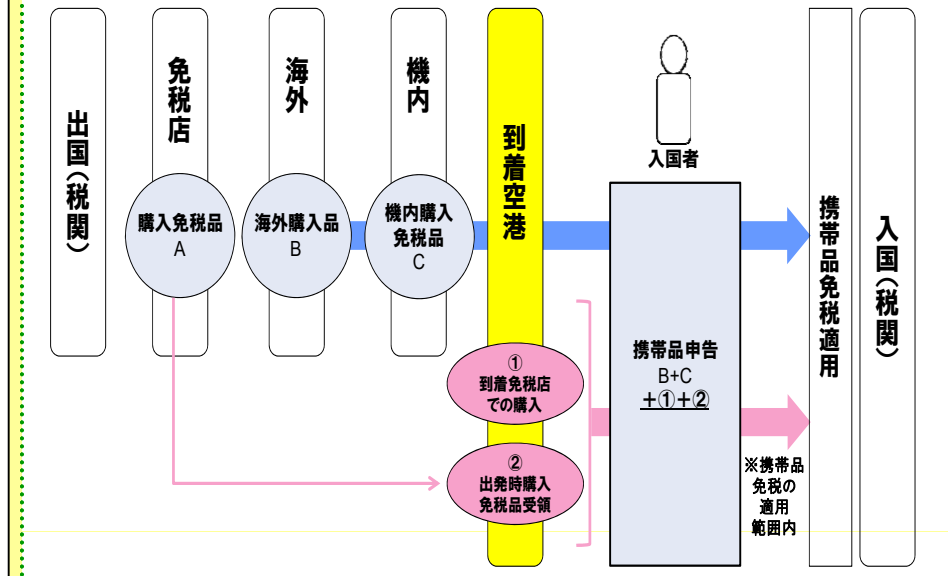 出国(税関)
免税店
海外
機内
到着空港
入国者
携帯品免税適用
入国(税関)
購入免税品
A
海外購入品
B
機内購入
免税品
C
①
到着免税店
での購入
②
出発時購入
免税品受領
携帯品申告
B+C
+①+②
※携帯品
免税の
適用
範囲内